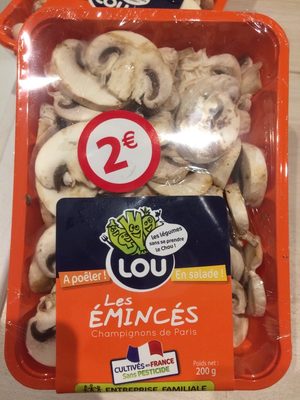 2€
les légumes
sans se prendre
le Chou !
LOU
A poêler !
En salade !
Les
ÉMINCÉS
Champignons de Paris
CULTIVÉS en FRANCE
Sans PESTICIDE
Poids net :
200 g
ENTREPRISE FAMILIALE